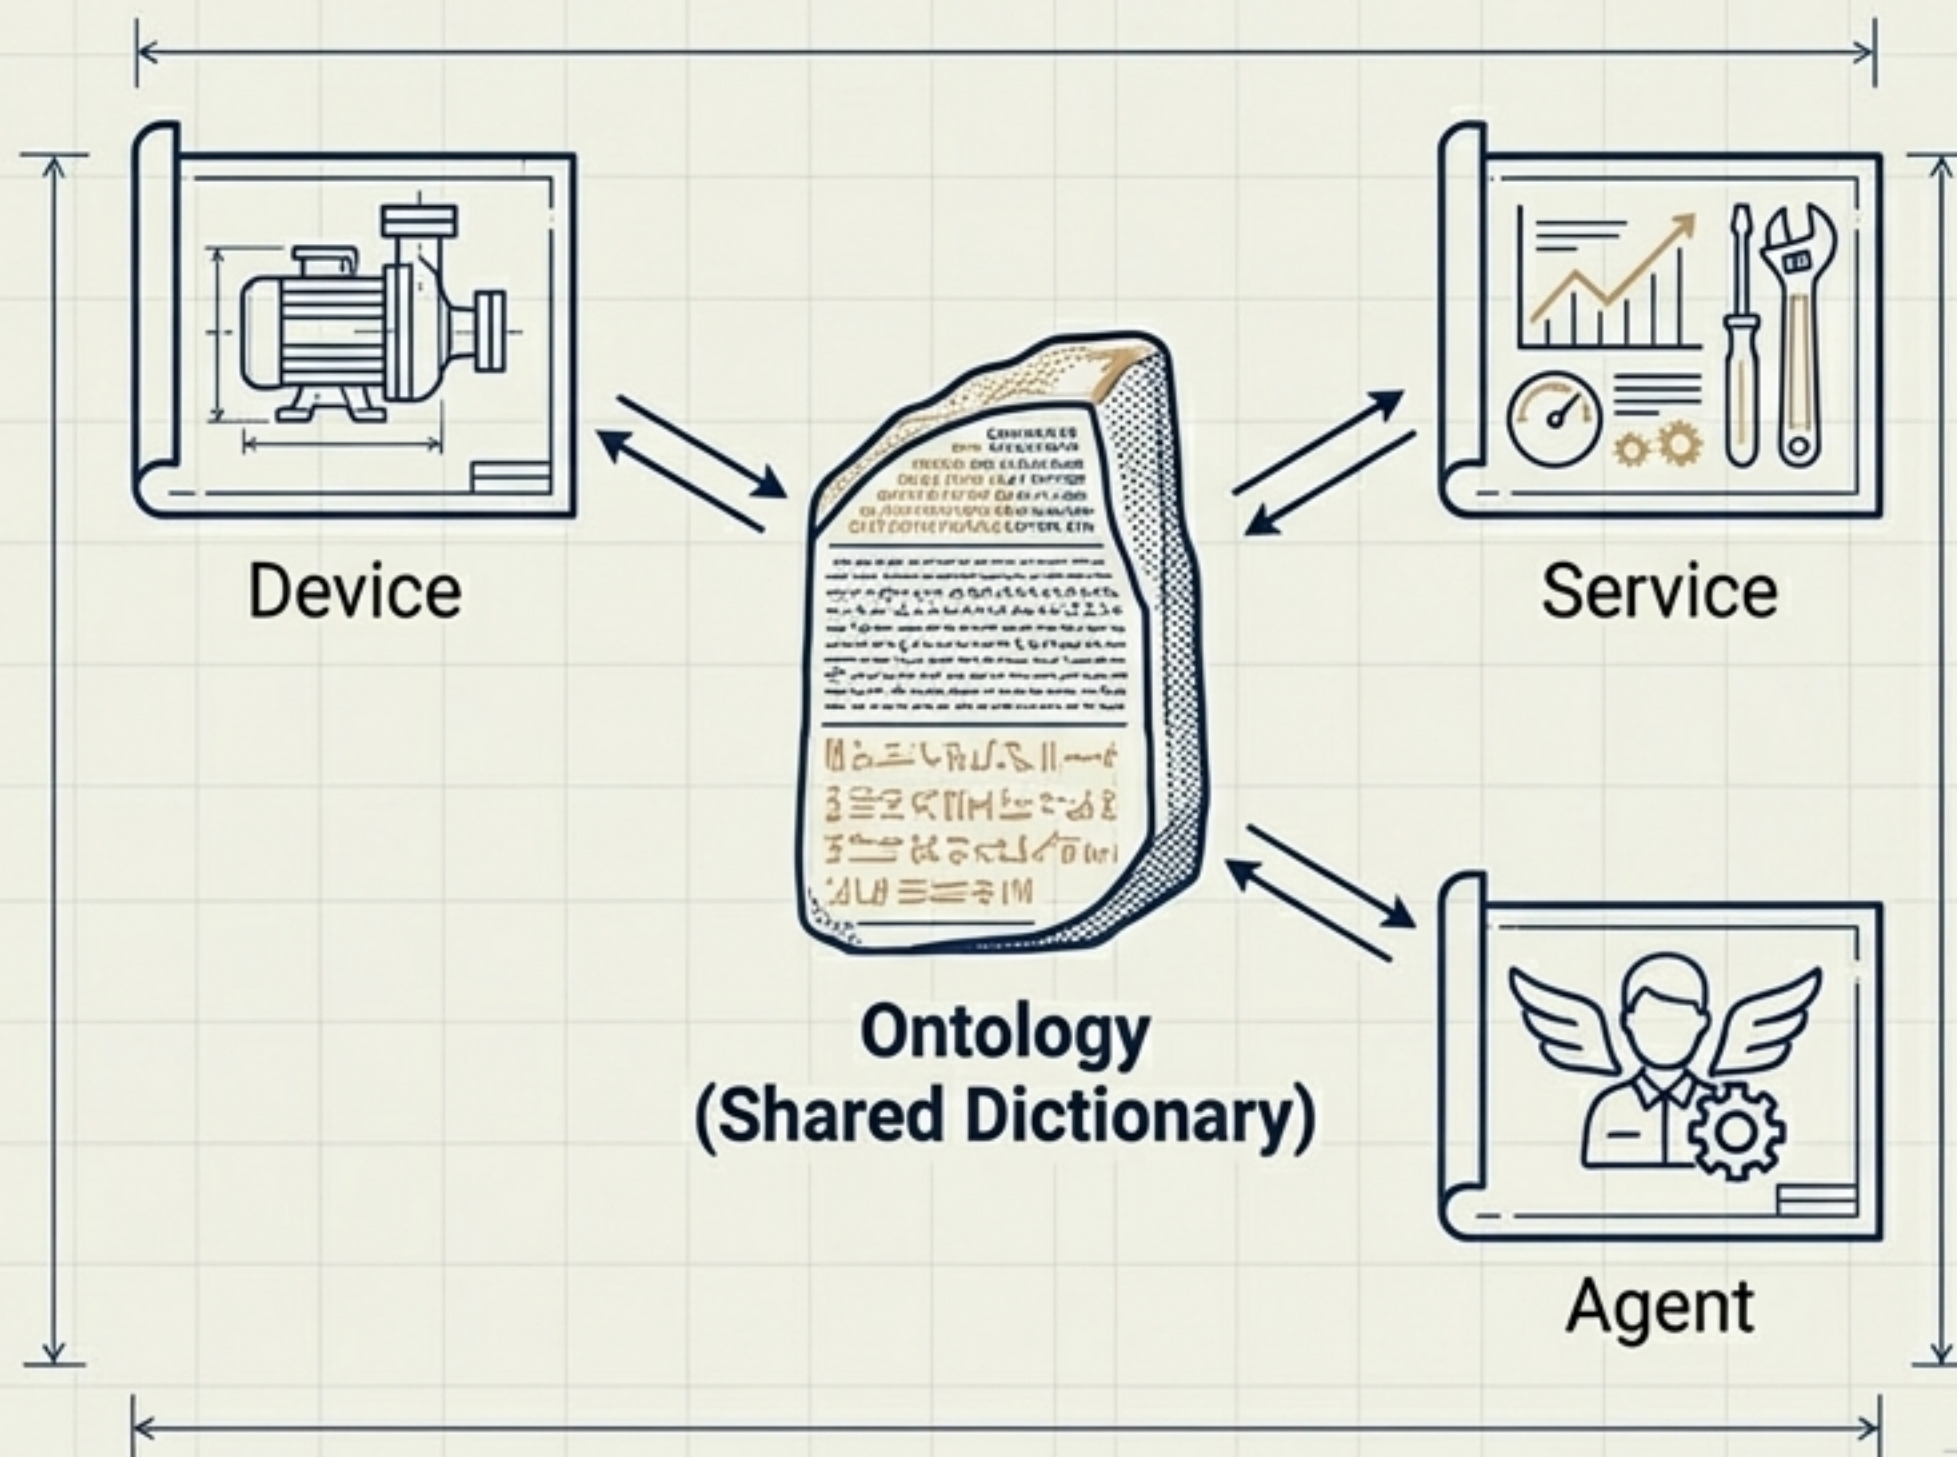 Device
Service
Ontology
(Shared Dictionary)
Agent